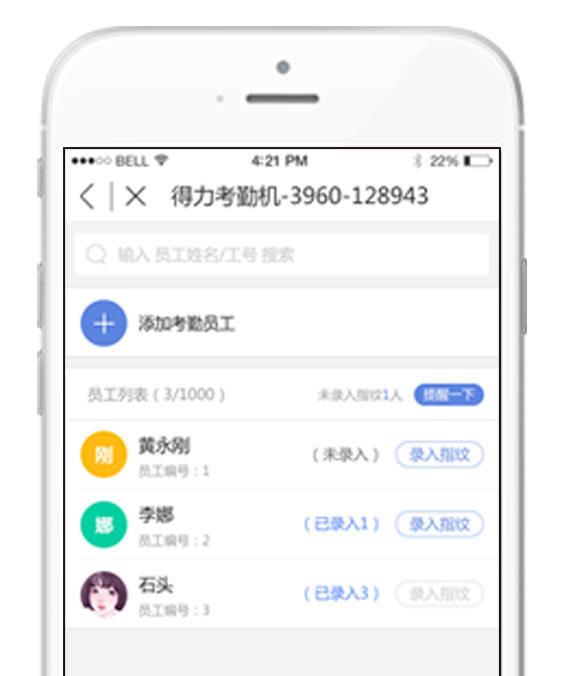 BELL 4:21 PM 22%
得力考勤机-3960-128943
输入 员工姓名/工号 搜索
添加考勤员工
员工列表 ( 3/1000 ) 未录入指纹1人 提醒一下
刚 黄永刚 ( 未录入 ) 录入指纹
员工编号 : 1
娜 李娜 ( 已录入1 ) 录入指纹
员工编号 : 2
石头 ( 已录入3 ) 录入指纹
员工编号 : 3